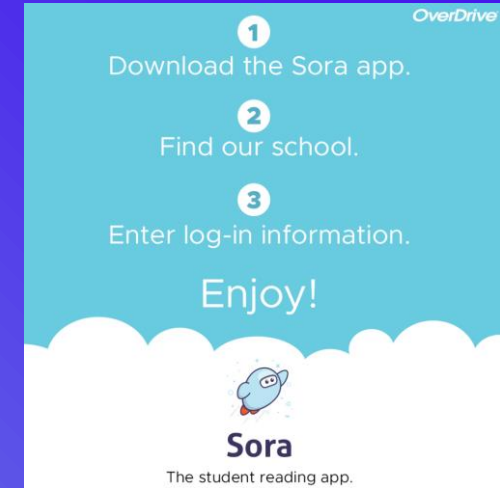 OverDrive
1
Download the Sora app.
2
Find our school.
3
Enter log-in information.
Enjoy!
Sora
The student reading app.